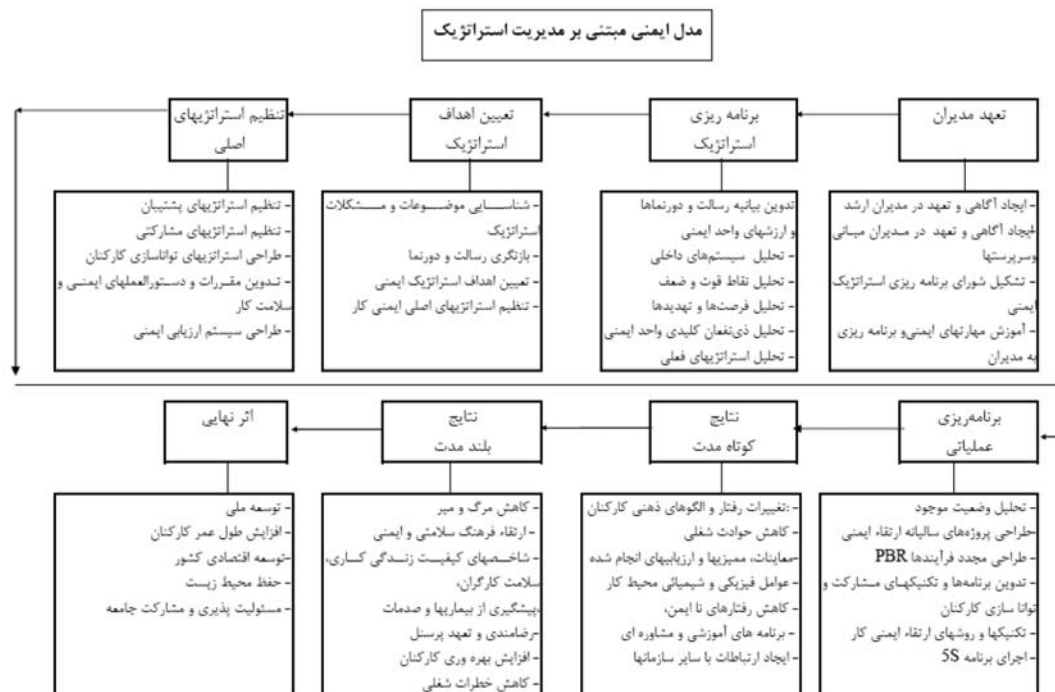 مدل ایمنی مبتنی بر مدیریت استراتژیک
تعهد مدیران
- ایجاد آگاهی و تعهد در مدیران ارشد
ایجاد آگاهی و تعهد در مدیران میانی
وسرپرستها
- تشکیل شورای برنامه ریزی استراتژیک
ایمنی
- آموزش مهارتهای ایمنی‌و برنامه ریزی
به مدیران
برنامه ریزی
استراتژیک
تدوین بیانیه رسالت و دورنماها
و ارزشهای واحد ایمنی
- تحلیل سیستم‌های داخلی
- تحلیل نقاط قوت و ضعف
- تحلیل فرصت‌ها و تهدیدها
- تحلیل ذی‌نفعان کلیدی واحد ایمنی
- تحلیل استراتژیهای فعلی
تعیین اهداف
استراتژیک
- شناسایی موضوعات و مشکلات
استراتژیک
- بازنگری رسالت و دورنما
- تعیین اهداف استراتژیک ایمنی
- تنظیم استراتژیهای اصلی ایمنی کار
تنظیم استراتژیهای
اصلی
- تنظیم استراتژیهای پشتیبان
- تنظیم استراتژیهای مشارکتی
- طراحی استراتژیهای تواناسازی کارکنان
- تدوین مقررات و دستورالعملهای ایمنی و
سلامت کار
- طراحی سیستم ارزیابی ایمنی
برنامه‌ریزی
عملیاتی
- تحلیل وضعیت موجود
-طراحی پروژه‌های سالیانه ارتقاء ایمنی
- طراحی مجدد فرآیندها PBR
- تدوین برنامه‌ها و تکنیکهای مشارکت و
توانا سازی کارکنان
- تکنیکها و روشهای ارتقاء ایمنی کار
- اجرای برنامه 5S
نتایج
کوتاه مدت
-:تغییرات رفتار و الگوهای ذهنی کارکنان
- کاهش حوادث شغلی
-معاینات، ممیزیها و ارزیابیهای انجام شده
- عوامل فیزیکی و شیمیائی محیط کار
- کاهش رفتارهای نا ایمن،
- برنامه های آموزشی و مشاوره ای
- ایجاد ارتباطات با سایر سازمانها
نتایج
بلند مدت
- کاهش مرگ و میر
- ارتقاء فرهنگ سلامتی و ایمنی
- شاخصهای کیفیت زندگی کاری،
سلامت کارگران،
،پیشگیری از بیماریها و صدمات
-رضامندی و تعهد پرسنل
- افزایش بهره وری کارکنان
- کاهش خطرات شغلی
اثر نهایی
- توسعه ملی
- افزایش طول عمر کارکنان
-توسعه اقتصادی کشور
- حفظ محیط زیست
- مسئولیت پذیری و مشارکت جامعه